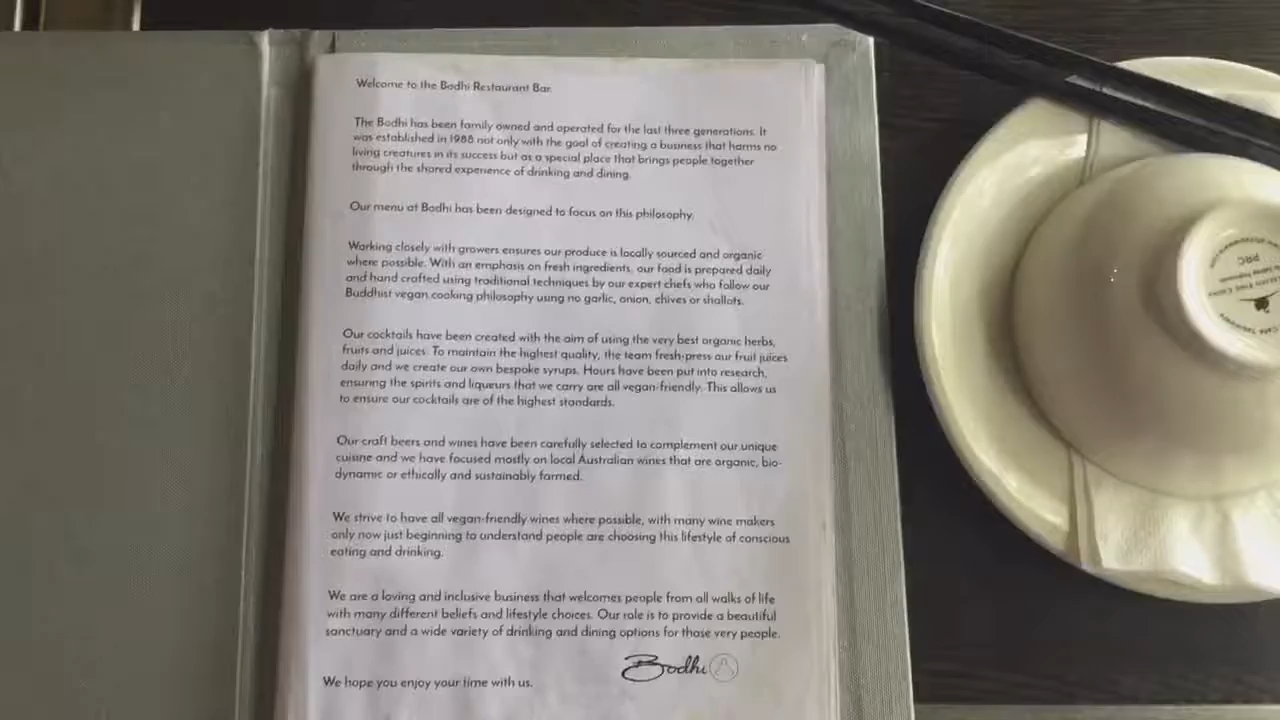 Welcome to the Bodhi Restaurant Bar.
The Bodhi has been family owned and operated for the last three generations. It
was established in 1988 not only with the goal of creating a business that harms no
living creatures in its success but as a special place that brings people together
through the shared experience of drinking and dining.
Our menu at Bodhi has been designed to focus on this philosophy.
Working closely with growers ensures our produce is locally sourced and organic
where possible. With an emphasis on fresh ingredients, our food is prepared daily
and hand crafted using traditional techniques by our expert chefs who follow our
Buddhist vegan cooking philosophy using no garlic, onion, chives or shallots.
Our cocktails have been created with the aim of using the very best organic herbs,
fruits and juices. To maintain the highest quality, the team fresh-press our fruit juices
daily and we create our own bespoke syrups. Hours have been put into research,
ensuring the spirits and liqueurs that we carry are all vegan-friendly. This allows us
to ensure our cocktails are of the highest standards.
Our craft beers and wines have been carefully selected to complement our unique
cuisine and we have focused mostly on local Australian wines that are organic, bio-
dynamic or ethically and sustainably farmed.
We strive to have all vegan-friendly wines where possible, with many wine makers
only now just beginning to understand people are choosing this lifestyle of conscious
eating and drinking.
We are a loving and inclusive business that welcomes people from all walks of life
with many different beliefs and lifestyle choices. Our role is to provide a beautiful
sanctuary and a wide variety of drinking and dining options for those very people.
Bodhi
We hope you enjoy your time with us.
PRC